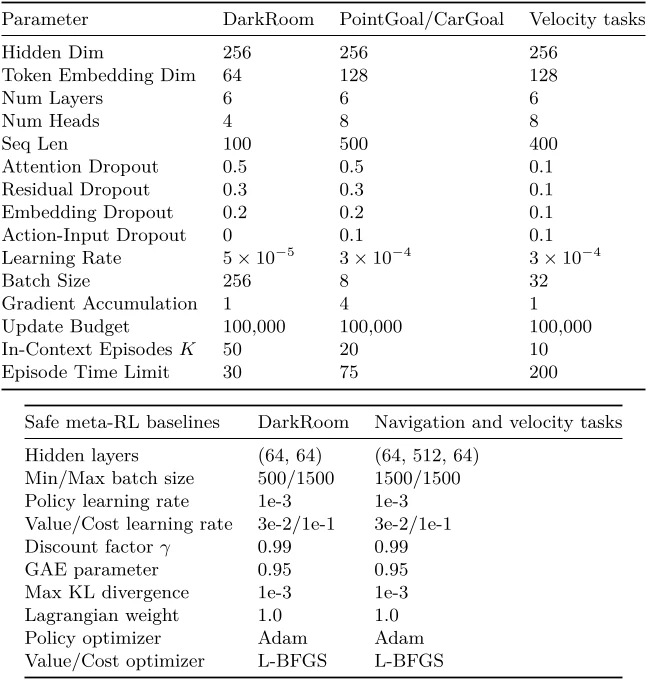 Parameter DarkRoom PointGoal/CarGoal Velocity tasks
Hidden Dim 256 256 256
Token Embedding Dim 64 128 128
Num Layers 6 6 6
Num Heads 4 8 8
Seq Len 100 500 400
Attention Dropout 0.5 0.5 0.1
Residual Dropout 0.3 0.3 0.1
Embedding Dropout 0.2 0.2 0.1
Action-Input Dropout 0 0.1 0.1
Learning Rate 5 × 10⁻⁵ 3 × 10⁻⁴ 3 × 10⁻⁴
Batch Size 256 8 32
Gradient Accumulation 1 4 1
Update Budget 100,000 100,000 100,000
In-Context Episodes K 50 20 10
Episode Time Limit 30 75 200
Safe meta-RL baselines DarkRoom Navigation and velocity tasks
Hidden layers (64, 64) (64, 512, 64)
Min/Max batch size 500/1500 1500/1500
Policy learning rate 1e-3 1e-3
Value/Cost learning rate 3e-2/1e-1 3e-2/1e-1
Discount factor γ 0.99 0.99
GAE parameter 0.95 0.95
Max KL divergence 1e-3 1e-3
Lagrangian weight 1.0 1.0
Policy optimizer Adam Adam
Value/Cost optimizer L-BFGS L-BFGS